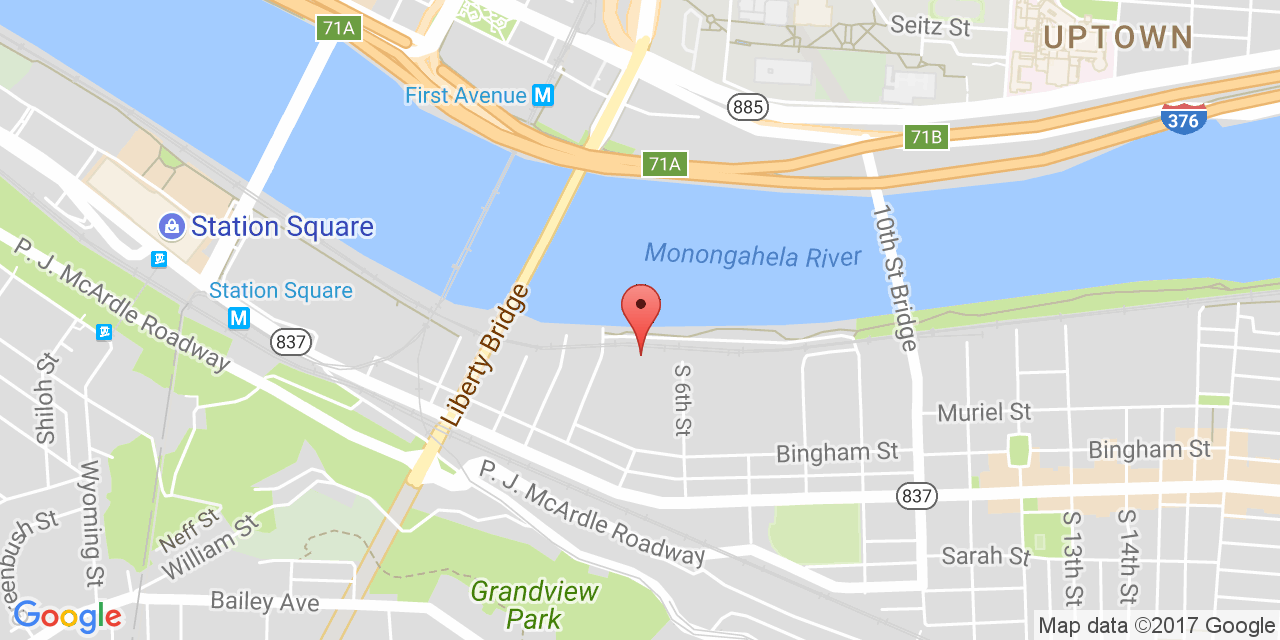 71A
Seitz St
UPTOWN
First Avenue M
885
376
71B
71A
Station Square
10th St Bridge
Monongahela River
P. J. McArdle Roadway
Station Square
M
Liberty Bridge
837
Shiloh St
S 6th St
Muriel St
Bingham St
Bingham St
Wyoming St
P. J. McArdle Roadway
837
Neff St
William St
S 13th St
S 14th St
Sarah St
eenbush St
Grandview
Park
Bailey Ave
Google
Map data ©2017 Google